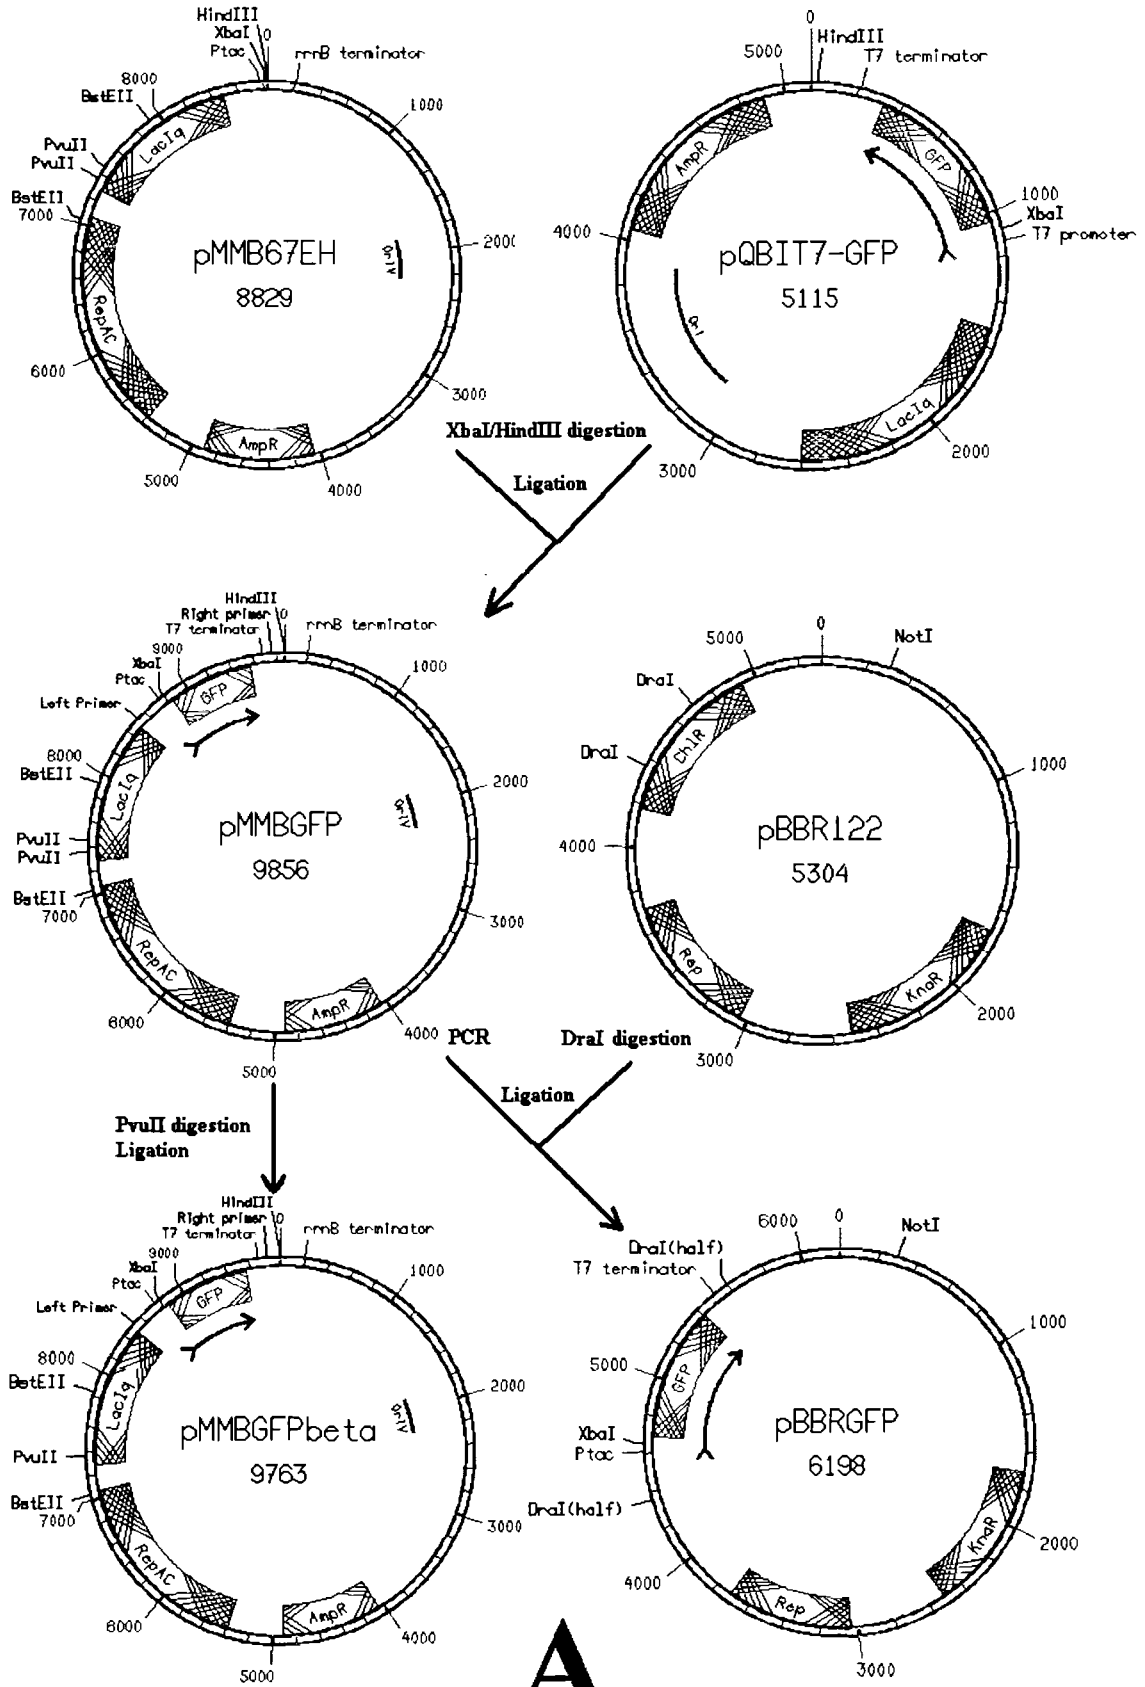 HindIII
XbaI
Ptac
0
rrnB terminator
1000
2000
3000
4000
5000
6000
7000
8000
BstEII
PvuII
PvuII
BstEII
LacIq
RepAC
AmpR
OriV
pMMB67EH
8829
0
HindIII
T7 terminator
5000
AmpR
GFP
1000
XbaI
T7 promoter
4000
pQBIT7-GFP
5115
Ori
LacIq
2000
3000
XbaI/HindIII digestion
Ligation
HindIII
Right primer
0
T7 terminator
rrnB terminator
9000
XbaI
Ptac
GFP
1000
Left Primer
8000
BstEII
LacIq
2000
OriV
pMMBGFP
9856
PvuII
PvuII
BstEII
7000
3000
RepAC
6000
AmpR
4000
5000
0
NotI
5000
DraI
ChlR
DraI
1000
pBBR122
5304
4000
Rep
KnaR
2000
3000
PCR
DraI digestion
Ligation
PvuII digestion
Ligation
HindIII
Right primer
0
T7 terminator
rrnB terminator
9000
XbaI
Ptac
GFP
1000
Left Primer
8000
BstEII
LacIq
2000
OriV
pMMBGFPbeta
9763
PvuII
BstEII
7000
3000
RepAC
6000
AmpR
4000
5000
6000
0
NotI
DraI(half)
T7 terminator
1000
5000
GFP
pBBRGFP
6198
XbaI
Ptac
DraI(half)
KnaR
2000
4000
Rep
3000
A